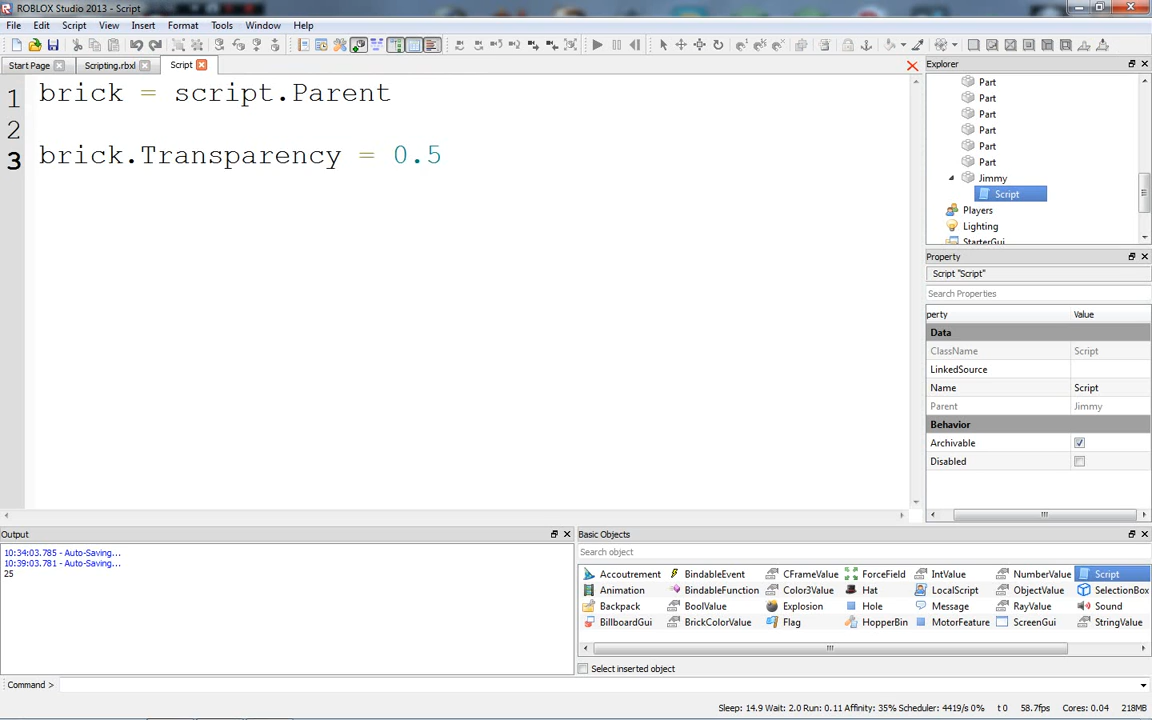 ROBLOX Studio 2013 - Script
File Edit Script View Insert Format Tools Window Help
Start Page Scripting.rbxl Script
1 brick = script.Parent
2
3 brick.Transparency = 0.5
Explorer
Part
Part
Part
Part
Part
Part
Jimmy
Script
Players
Lighting
StarterGui
Property
Script "Script"
Search Properties
perty Value
Data
ClassName Script
LinkedSource
Name Script
Parent Jimmy
Behavior
Archivable
Disabled
Output
10:34:03.785 - Auto-Saving...
10:39:03.781 - Auto-Saving...
25
Basic Objects
Search object
Accoutrement BindableEvent CFrameValue ForceField IntValue NumberValue Script
Animation BindableFunction Color3Value Hat LocalScript ObjectValue SelectionBox
Backpack BoolValue Explosion Hole Message RayValue Sound
BillboardGui BrickColorValue Flag HopperBin MotorFeature ScreenGui StringValue
Select inserted object
Command >
Sleep: 14.9 Wait: 2.0 Run: 0.11 Affinity: 35% Scheduler: 4419/s 0% t 0 58.7fps Cores: 0.04 218MB